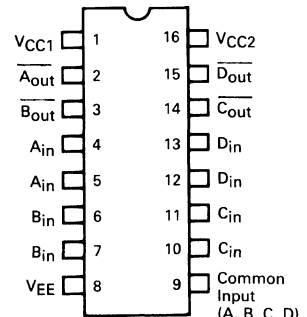 VCC1 1 16 VCC2
Aout 2 15 Dout
Bout 3 14 Cout
Ain 4 13 Din
Ain 5 12 Din
Bin 6 11 Cin
Bin 7 10 Cin
VEE 8 9 Common
Input
(A, B, C, D)